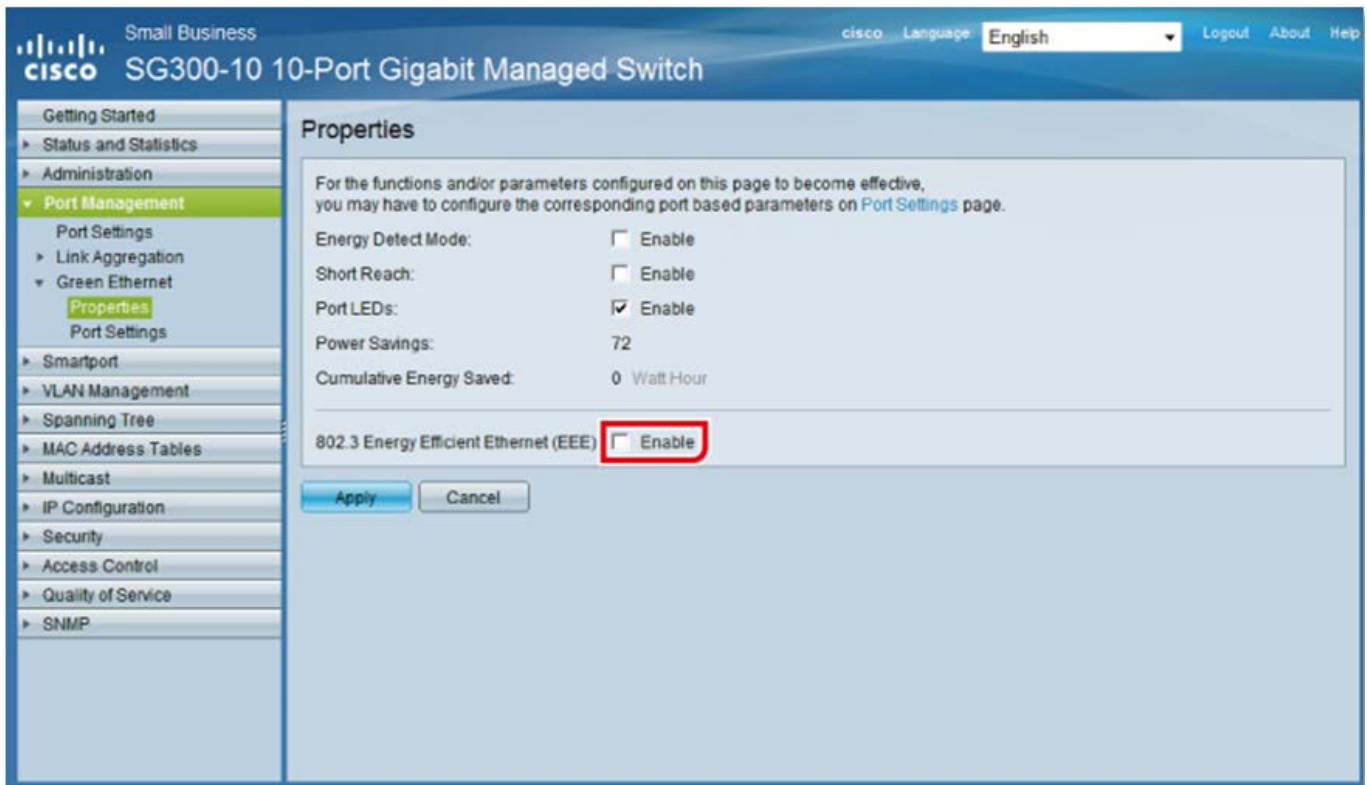 Small Business
cisco Language: English Logout About Help
CISCO SG300-10 10-Port Gigabit Managed Switch
Getting Started
Status and Statistics
Administration
Port Management
Port Settings
Link Aggregation
Green Ethernet
Properties
Port Settings
Smartport
VLAN Management
Spanning Tree
MAC Address Tables
Multicast
IP Configuration
Security
Access Control
Quality of Service
SNMP
Properties
For the functions and/or parameters configured on this page to become effective,
you may have to configure the corresponding port based parameters on Port Settings page.
Energy Detect Mode: Enable
Short Reach: Enable
Port LEDs: Enable
Power Savings: 72
Cumulative Energy Saved: 0 Watt Hour
802.3 Energy Efficient Ethernet (EEE) Enable
Apply Cancel